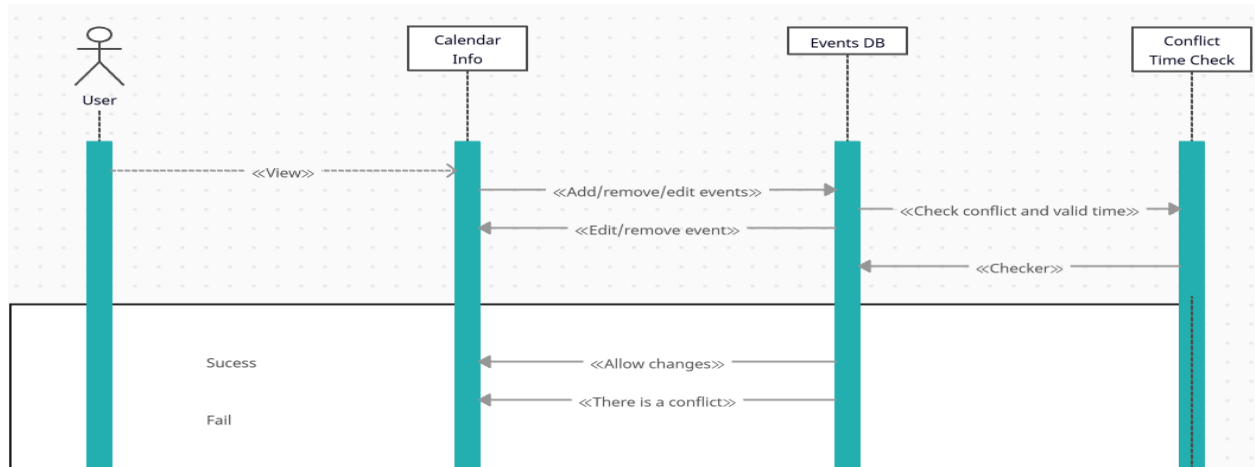 Calendar
Info
Events DB
Conflict
Time Check
User
≪View≫
≪Add/remove/edit events≫
≪Check conflict and valid time≫
≪Edit/remove event≫
≪Checker≫
Sucess
≪Allow changes≫
≪There is a conflict≫
Fail